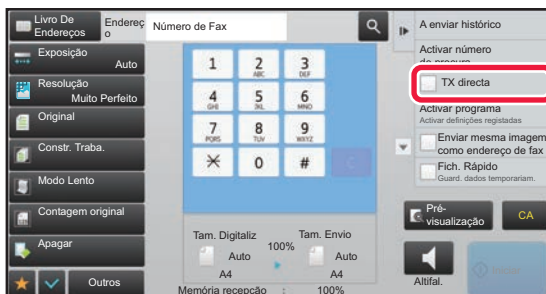 Livro De
Endereços
Endereç
o
Número de Fax
A enviar histórico
Exposição
Auto
Resolução
Muito Perfeito
Original
Constr. Traba.
Modo Lento
Contagem original
Apagar
Outros
1
2
ABC
3
DEF
4
GHI
5
JKL
6
MNO
7
PQRS
8
TUV
9
WXYZ
0
#
C
Tam. Digitaliz
Tam. Envio
100%
Auto
Auto
A4
A4
Memória recepção : 100%
Activar número
de procura
TX directa
Activar programa
Activar definições registadas
Enviar mesma imagem
como endereço de fax
Fich. Rápido
Guard. dados temporariam.
Pré-
visualização
CA
Altifal.